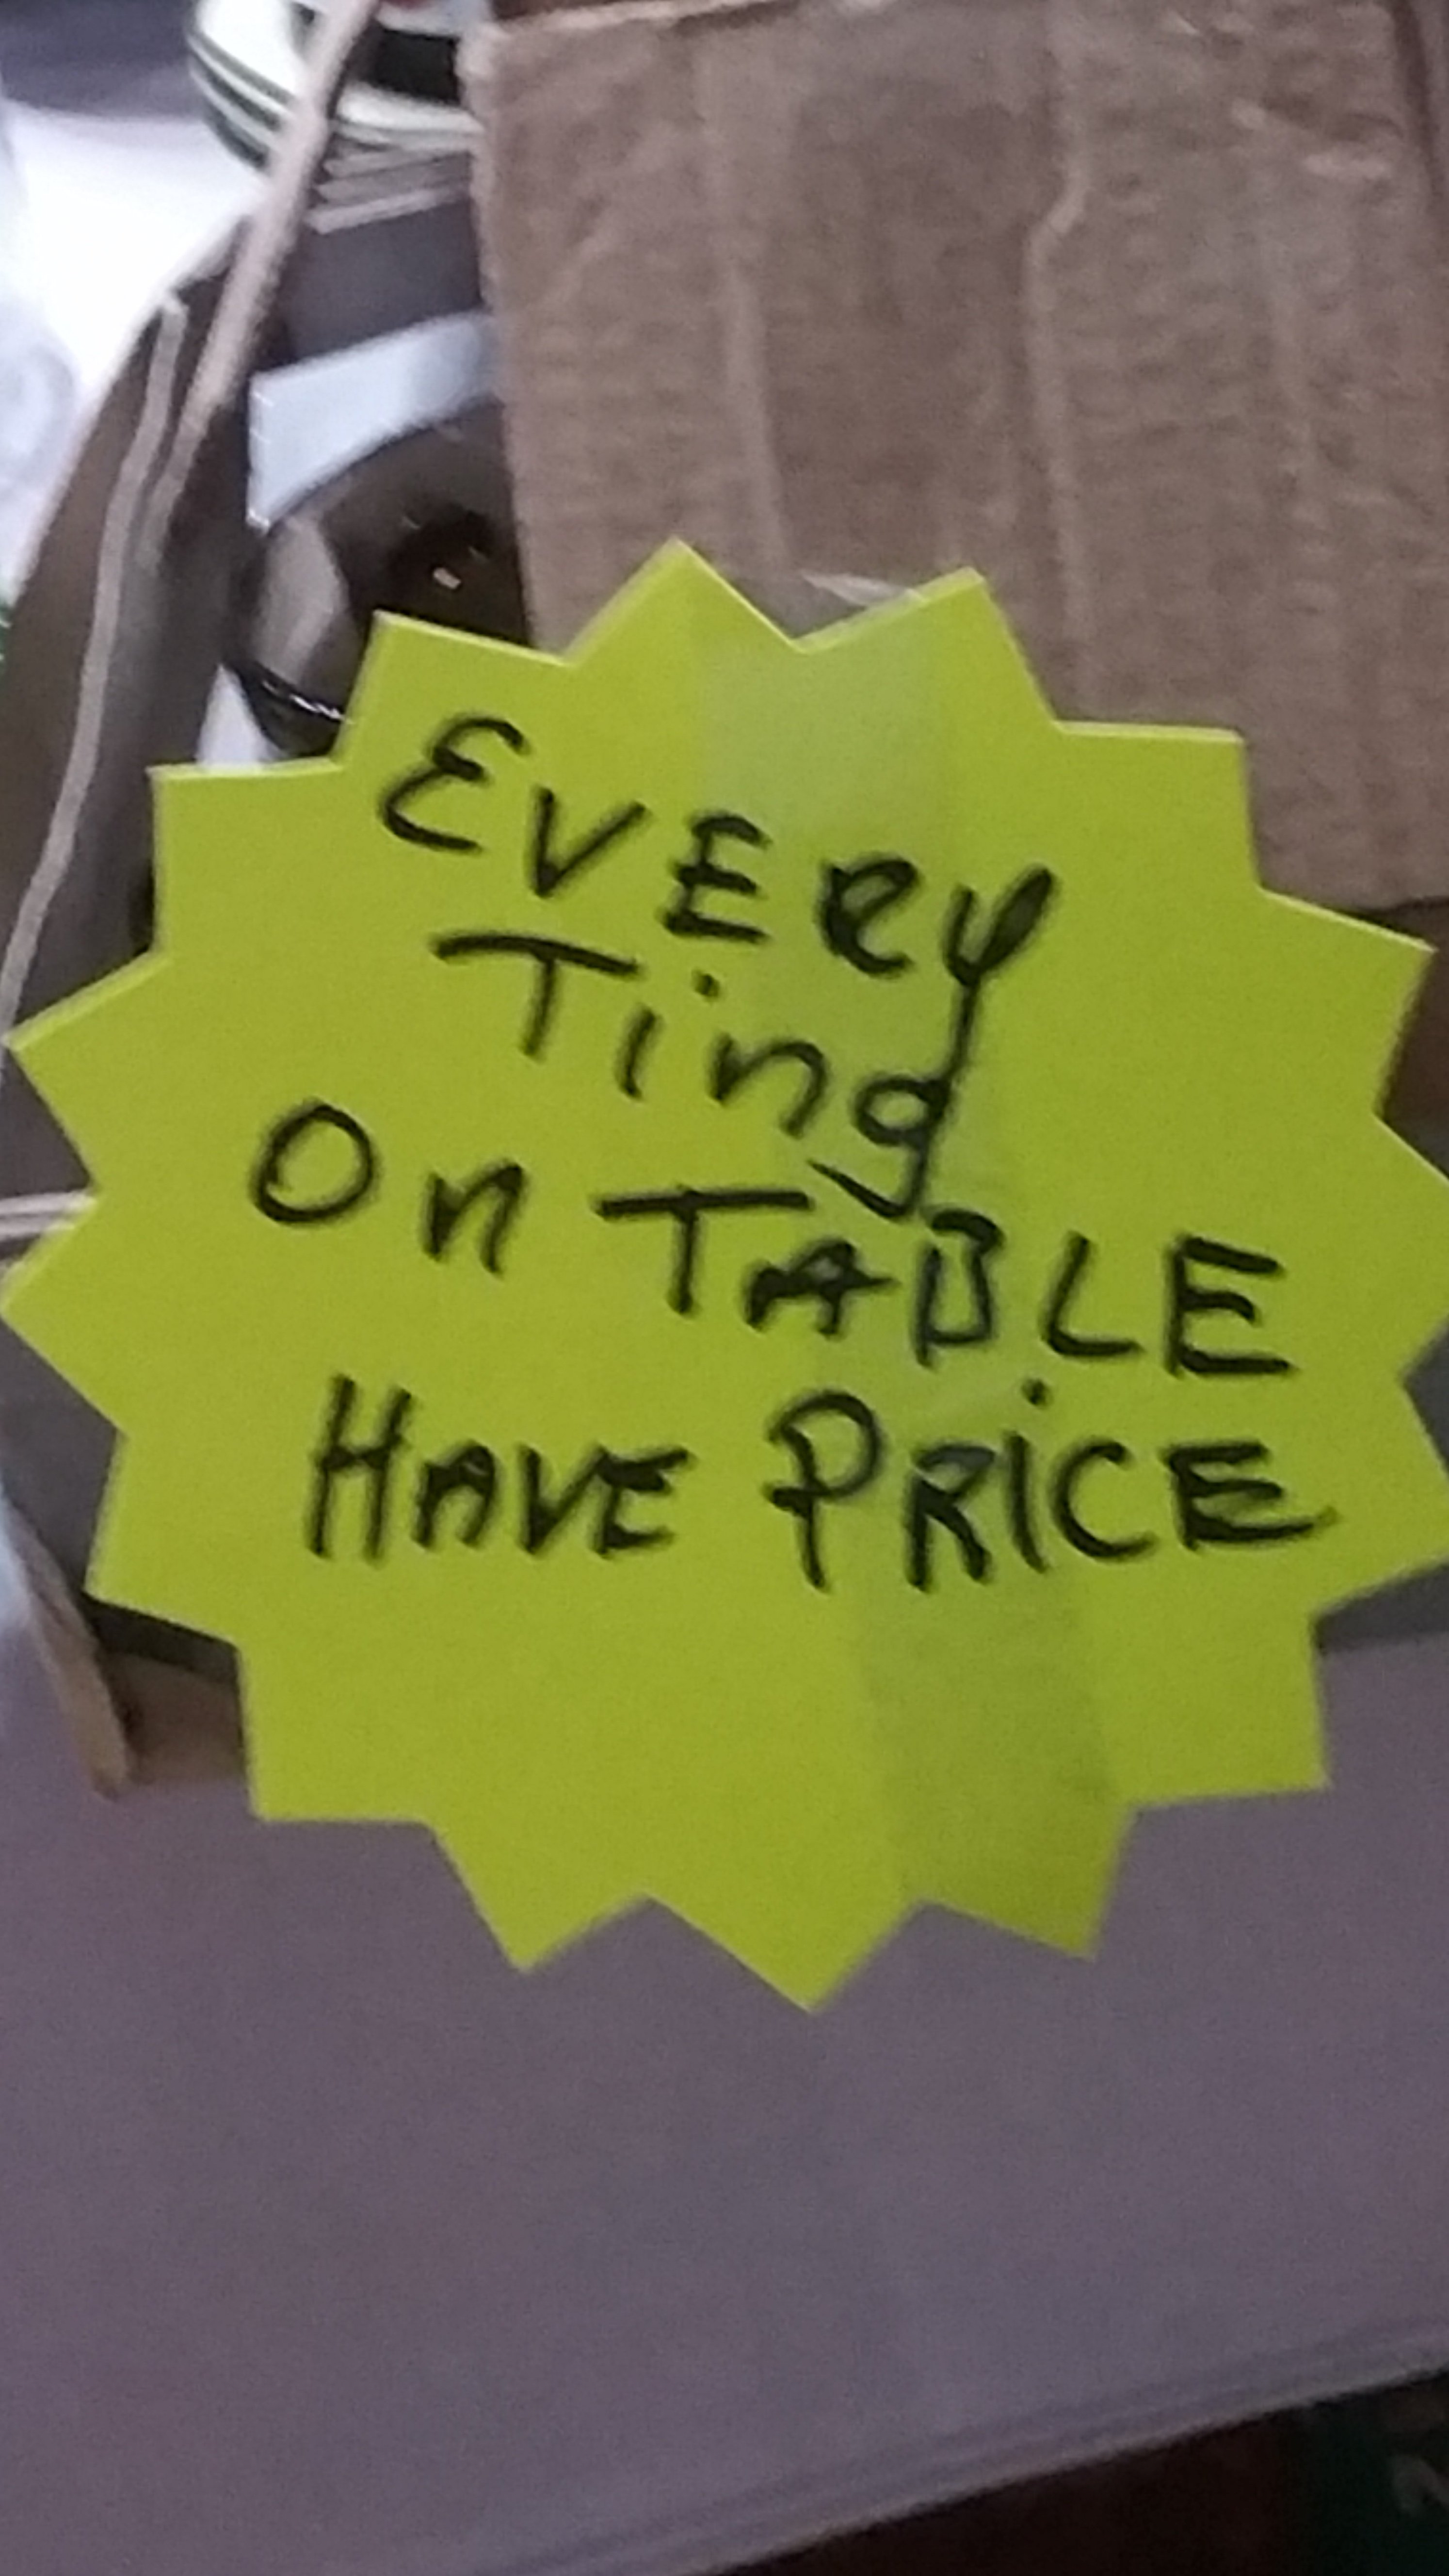 EVERY
Ting
On TABLE
HAVE PRICE